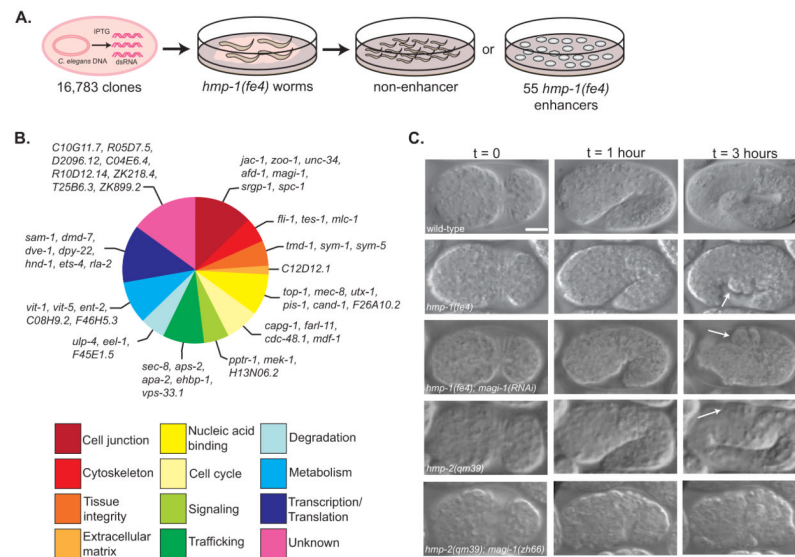 A.
IPTG
C. elegans DNA
dsRNA
16,783 clones
hmp-1(fe4) worms
non-enhancer
or
55 hmp-1(fe4)
enhancers
B.
C10G11.7, R05D7.5,
D2096.12, C04E6.4,
R10D12.14, ZK218.4,
T25B6.3, ZK899.2
jac-1, zoo-1, unc-34,
afd-1, magi-1,
srgp-1, spc-1
fli-1, tes-1, mlc-1
tmd-1, sym-1, sym-5
C12D12.1
top-1, mec-8, utx-1,
pis-1, cand-1, F26A10.2
capg-1, farl-11,
cdc-48.1, mdf-1
pptr-1, mek-1,
H13N06.2
sec-8, aps-2,
apa-2, ehbp-1,
vps-33.1
ulp-4, eel-1,
F45E1.5
vit-1, vit-5, ent-2,
C08H9.2, F46H5.3
sam-1, dmd-7,
dve-1, dpy-22,
hnd-1, ets-4, rla-2
Cell junction
Nucleic acid
binding
Degradation
Cytoskeleton
Cell cycle
Metabolism
Tissue
integrity
Signaling
Transcription/
Translation
Extracellular
matrix
Trafficking
Unknown
C.
t = 0
t = 1 hour
t = 3 hours
wild-type
hmp-1(fe4)
hmp-1(fe4); magi-1(RNAi)
hmp-2(qm39)
hmp-2(qm39); magi-1(zh66)